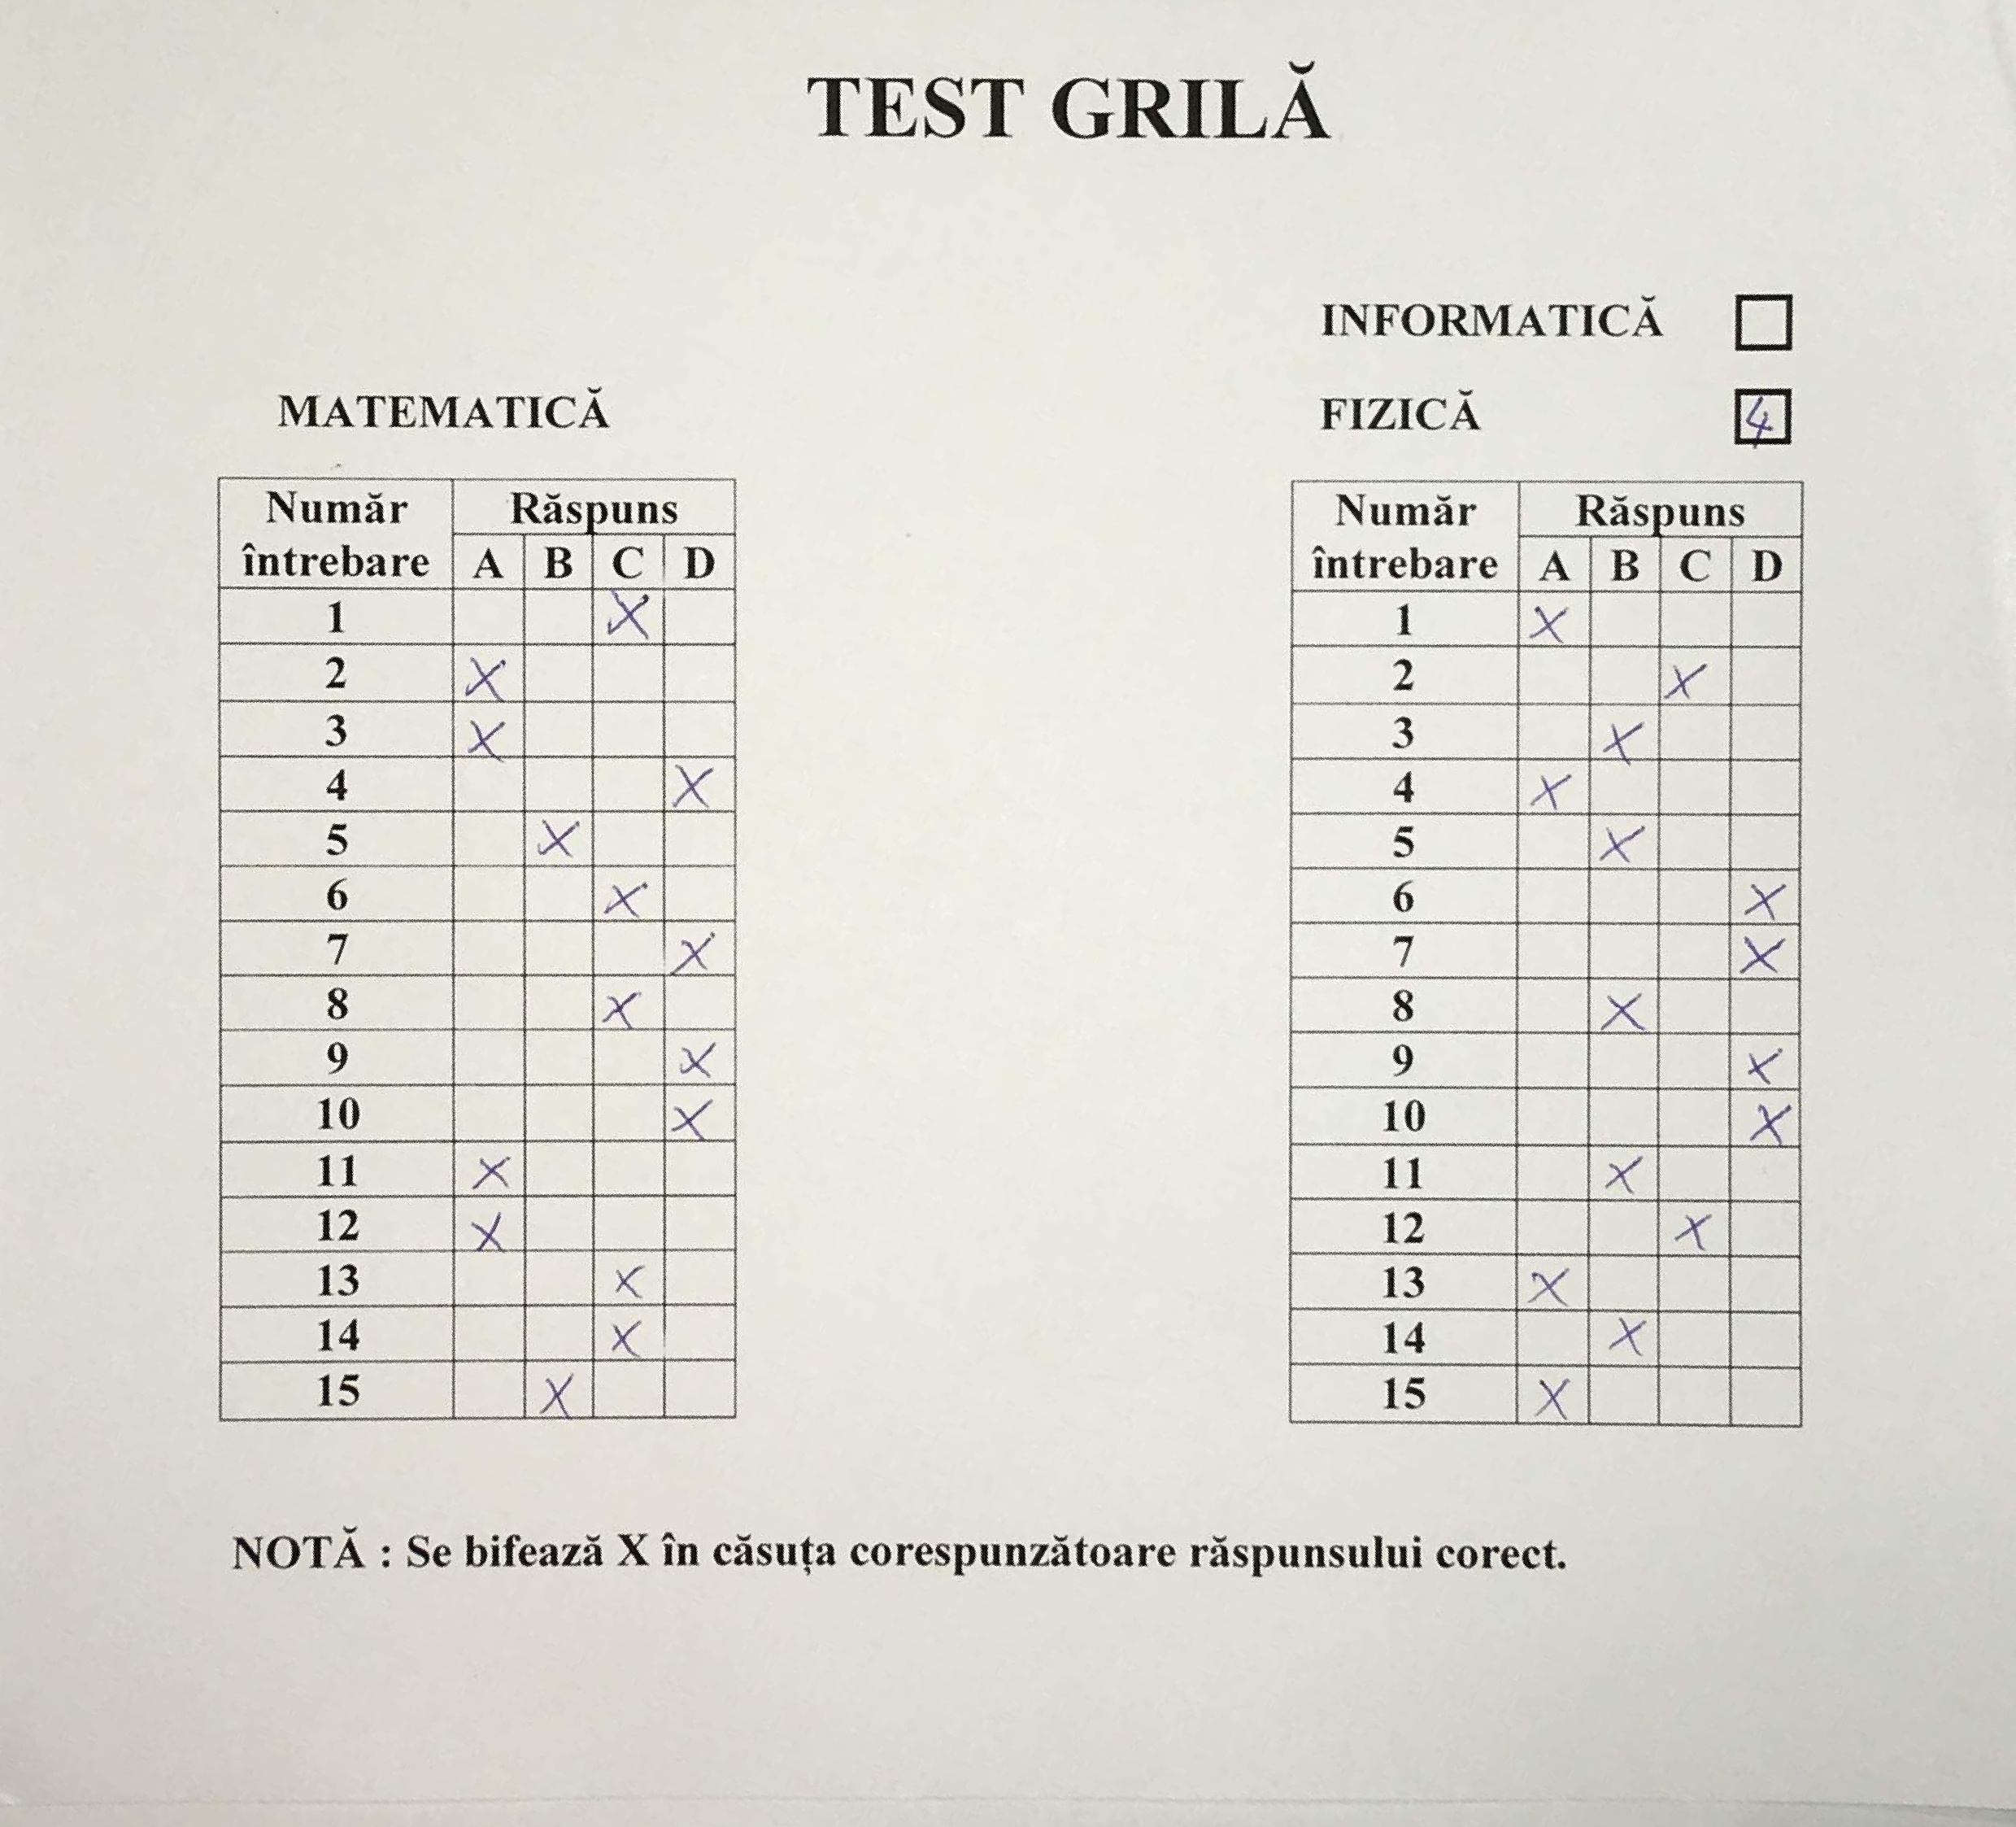 TEST GRILĂ
INFORMATICĂ
FIZICĂ 4
MATEMATICĂ
Număr întrebare Răspuns
A B C D
1 X
2 X
3 X
4 X
5 X
6 X
7 X
8 X
9 X
10 X
11 X
12 X
13 X
14 X
15 X
Număr întrebare Răspuns
A B C D
1 X
2 X
3 X
4 X
5 X
6 X
7 X
8 X
9 X
10 X
11 X
12 X
13 X
14 X
15 X
NOTĂ : Se bifează X în căsuța corespunzătoare răspunsului corect.